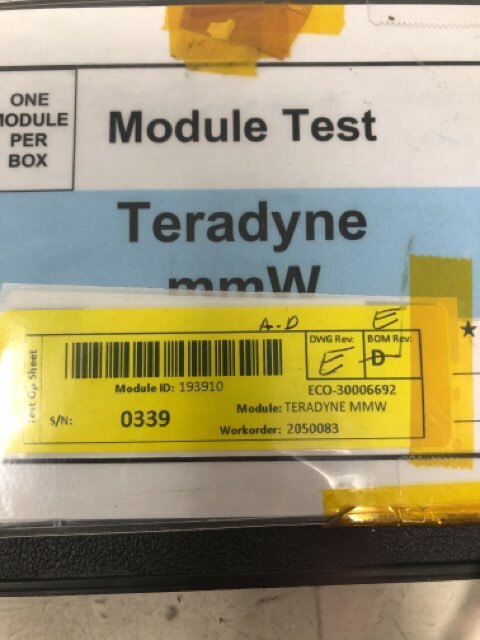 ONE
MODULE
PER
BOX
Module Test
Teradyne
mmW
A.D
E
DWG Rev:
E
BOM Rev:
D
Test Op Sheet
Module ID: 193910
ECO-30006692
S/N: 0339
Module: TERADYNE MMW
Workorder: 2050083